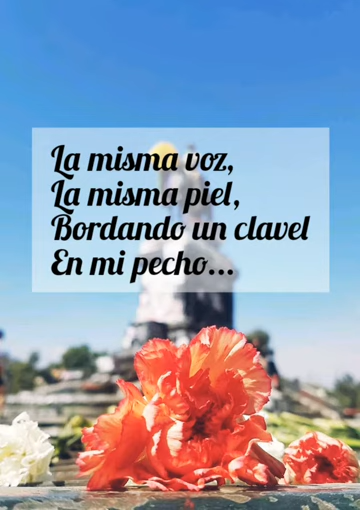 La misma voz,
La misma piel,
Bordando un clavel
En mi pecho...